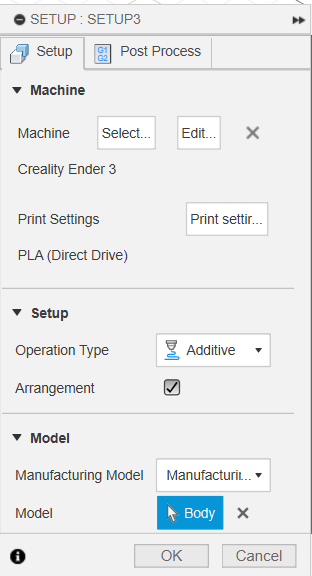 SETUP : SETUP3
Setup
G1 G2
Post Process
Machine
Machine Select... Edit...
Creality Ender 3
Print Settings Print settir...
PLA (Direct Drive)
Setup
Operation Type Additive
Arrangement
Model
Manufacturing Model Manufacturi...
Model Body
OK Cancel